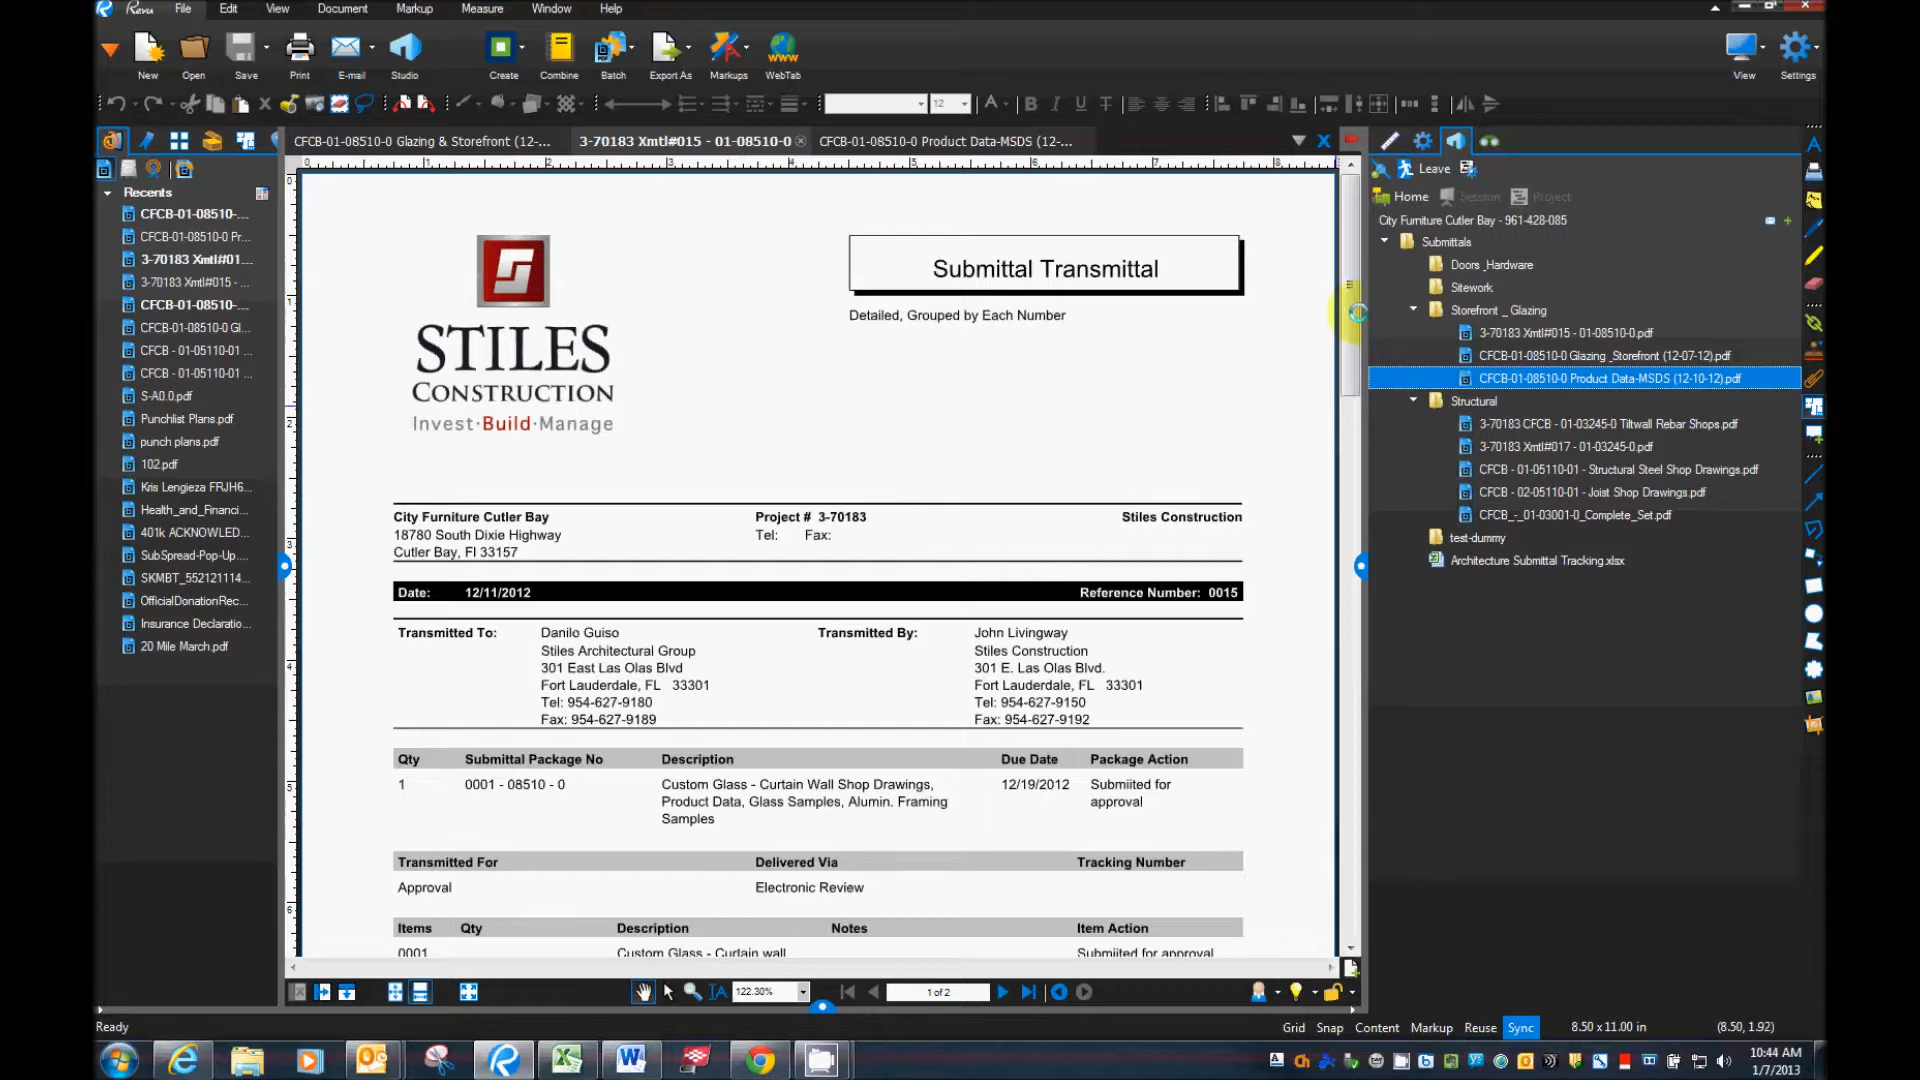 Revu File Edit View Document Markup Measure Window Help
New Open Save Print E-mail Studio Create Combine Batch Export As Markups WebTab View Settings
12
CFCB-01-08510-0 Glazing & Storefront (12-... 3-70183 Xmtl#015 - 01-08510-0 CFCB-01-08510-0 Product Data-MSDS (12-...
Recents
CFCB-01-08510-...
CFCB-01-08510-0 Pr...
3-70183 Xmtl#01...
3-70183 Xmtl#015 - ...
CFCB-01-08510-...
CFCB-01-08510-0 Gl...
CFCB - 01-05110-01 ...
CFCB - 01-05110-01 ...
S-A0.0.pdf
Punchlist Plans.pdf
punch plans.pdf
102.pdf
Kris Lengieza FRJH6...
Health_and_Financi...
401k ACKNOWLED...
SubSpread-Pop-Up...
SKMBT_552121114...
OfficialDonationRec...
Insurance Declaratio...
20 Mile March.pdf
STILES
CONSTRUCTION
Invest·Build·Manage
Submittal Transmittal
Detailed, Grouped by Each Number
City Furniture Cutler Bay Project # 3-70183 Stiles Construction
18780 South Dixie Highway Tel: Fax:
Cutler Bay, Fl 33157
Date: 12/11/2012 Reference Number: 0015
Transmitted To: Danilo Guiso Transmitted By: John Livingway
Stiles Architectural Group Stiles Construction
301 East Las Olas Blvd 301 E. Las Olas Blvd.
Fort Lauderdale, FL 33301 Fort Lauderdale, FL 33301
Tel: 954-627-9180 Tel: 954-627-9150
Fax: 954-627-9189 Fax: 954-627-9192
Qty Submittal Package No Description Due Date Package Action
1 0001 - 08510 - 0 Custom Glass - Curtain Wall Shop Drawings, 12/19/2012 Submiited for
Product Data, Glass Samples, Alumin. Framing approval
Samples
Transmitted For Delivered Via Tracking Number
Approval Electronic Review
Items Qty Description Notes Item Action
0001 Custom Glass - Curtain wall Submiited for approval
Leave
Home Session Project
City Furniture Cutler Bay - 961-428-085
Submittals
Doors _Hardware
Sitework
Storefront _ Glazing
3-70183 Xmtl#015 - 01-08510-0.pdf
CFCB-01-08510-0 Glazing _Storefront (12-07-12).pdf
CFCB-01-08510-0 Product Data-MSDS (12-10-12).pdf
Structural
3-70183 CFCB - 01-03245-0 Tiltwall Rebar Shops.pdf
3-70183 Xmtl#017 - 01-03245-0.pdf
CFCB - 01-05110-01 - Structural Steel Shop Drawings.pdf
CFCB - 02-05110-01 - Joist Shop Drawings.pdf
CFCB_-_01-03001-0_Complete_Set.pdf
test-dummy
Architecture Submittal Tracking.xlsx
122.30% 1 of 2
Ready Grid Snap Content Markup Reuse Sync 8.50 x 11.00 in (8.50, 1.92)
10:44 AM
1/7/2013